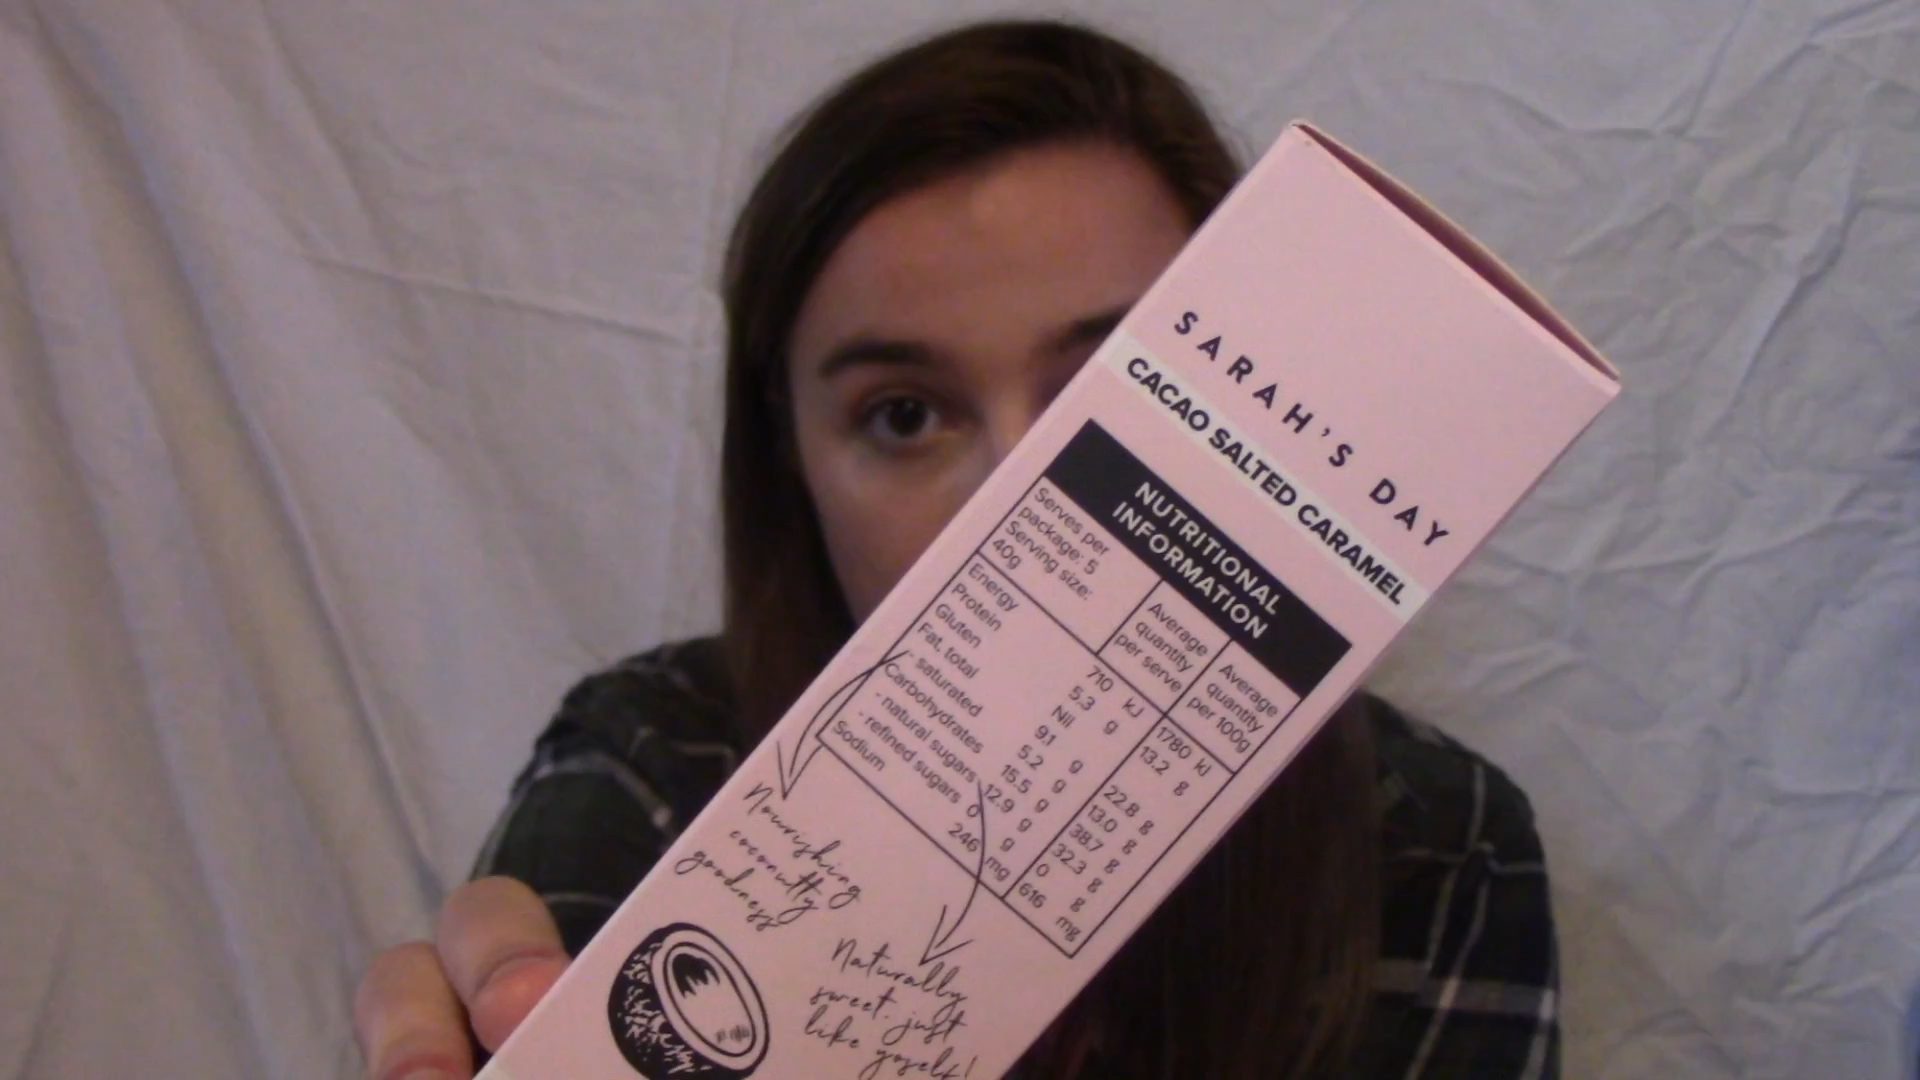 SARAH'S DAY
CACAO SALTED CARAMEL
NUTRITIONAL
INFORMATION
Serves per
package: 5
Serving size:
40g
Average
quantity
per serve
Average
quantity
per 100g
Energy 710 kJ 1780 kJ
Protein 5.3 g 13.2 g
Gluten Nil
Fat, total 9.1 g 22.8 g
- saturated 5.2 g 13.0 g
Carbohydrates 15.5 g 38.7 g
- natural sugars 12.9 g 32.3 g
- refined sugars 0 g 0 g
Sodium 246 mg 616 mg
Nourishing
coconutty
goodness
Naturally
sweet. just
like yoself!